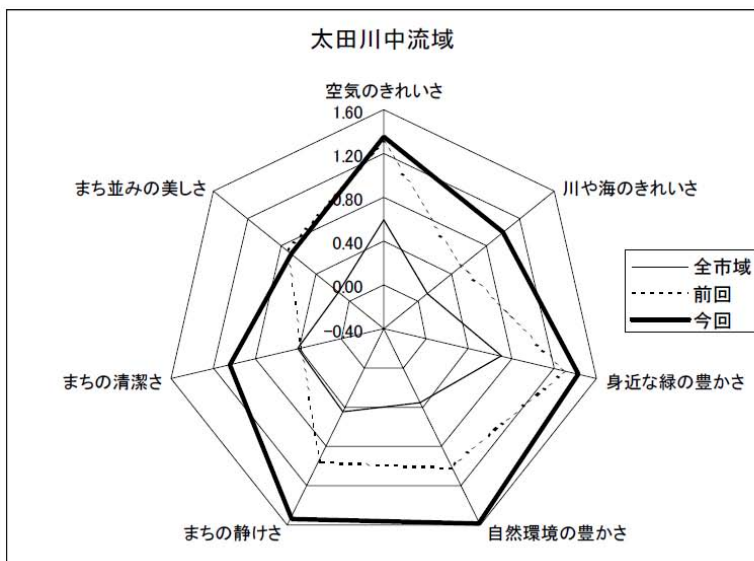 太田川中流域
空気のきれいさ
1.60
1.20
0.80
0.40
0.00
-0.40
まち並みの美しさ
川や海のきれいさ
全市域
前回
今回
まちの清潔さ
身近な緑の豊かさ
まちの静けさ
自然環境の豊かさ